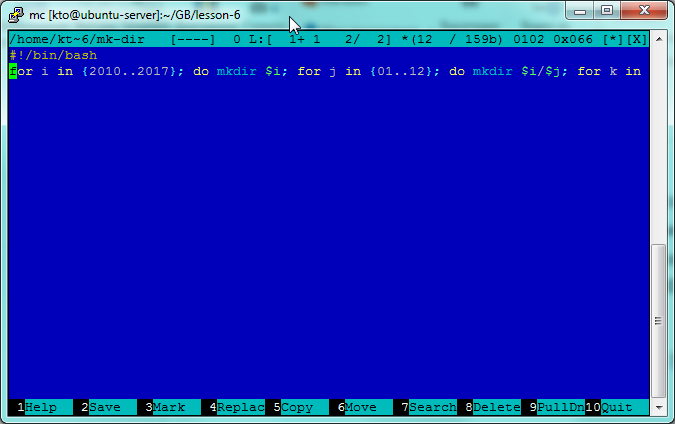 mc [kto@ubuntu-server]:~/GB/lesson-6
/home/kt~6/mk-dir [----] 0 L:[ 1+ 1 2/ 2] *(12 / 159b) 0102 0x066 [*][X]
#!/bin/bash
for i in {2010..2017}; do mkdir $i; for j in {01..12}; do mkdir $i/$j; for k in
1Help 2Save 3Mark 4Replac 5Copy 6Move 7Search 8Delete 9PullDn 10Quit